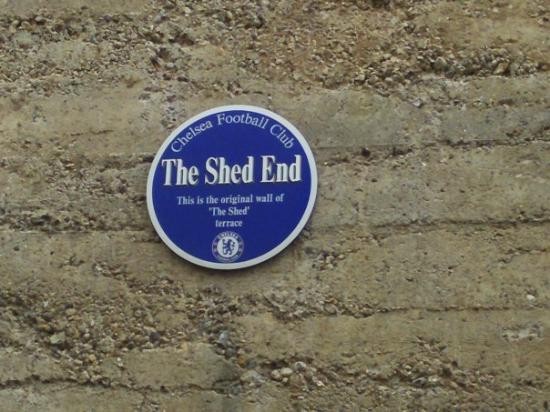 Chelsea Football Club
The Shed End
This is the original wall of
'The Shed'
terrace